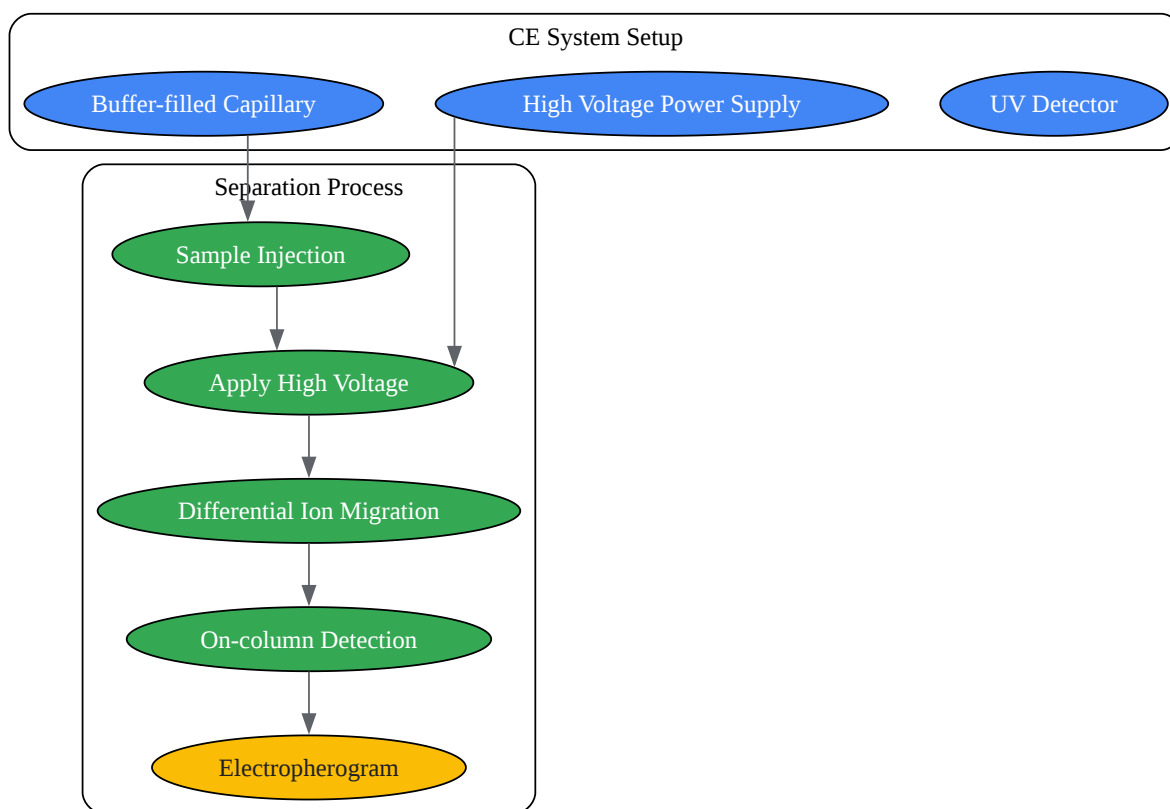 CE System Setup
Buffer-filled Capillary
High Voltage Power Supply
UV Detector
Separation Process
Sample Injection
Apply High Voltage
Differential Ion Migration
On-column Detection
Electropherogram